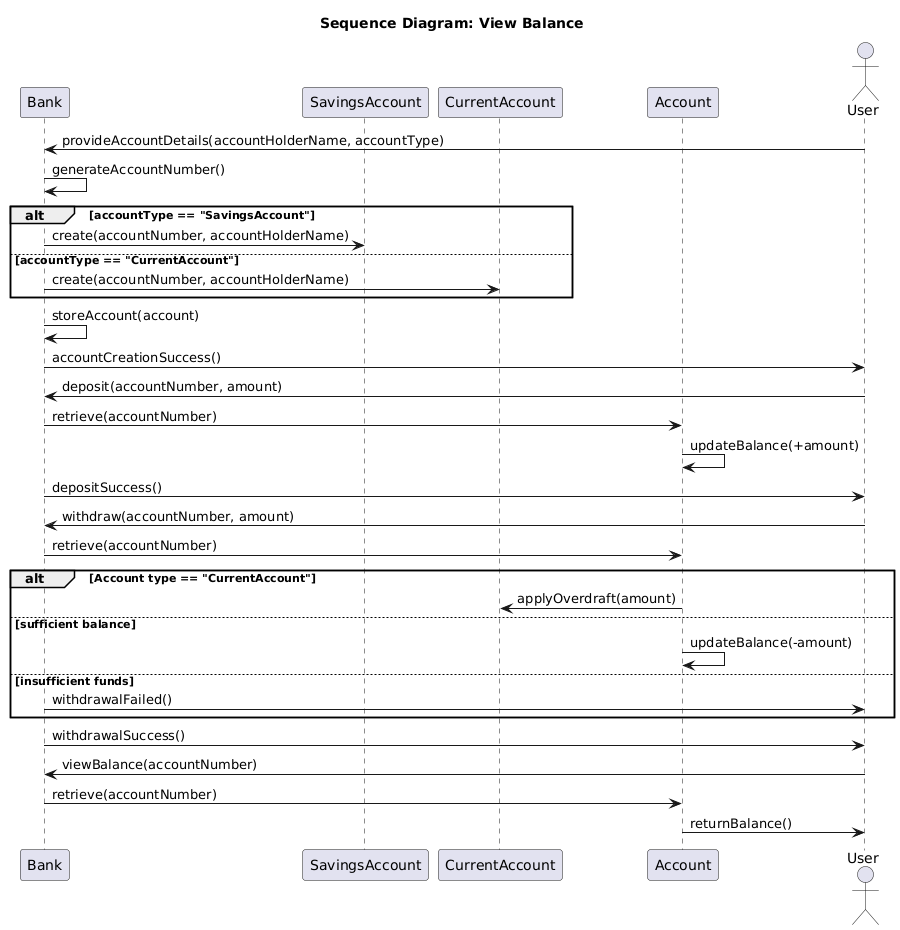 Sequence Diagram: View Balance
Bank
SavingsAccount
CurrentAccount
Account
User
provideAccountDetails(accountHolderName, accountType)
generateAccountNumber()
alt
[accountType == "SavingsAccount"]
create(accountNumber, accountHolderName)
[accountType == "CurrentAccount"]
create(accountNumber, accountHolderName)
storeAccount(account)
accountCreationSuccess()
deposit(accountNumber, amount)
retrieve(accountNumber)
updateBalance(+amount)
depositSuccess()
withdraw(accountNumber, amount)
retrieve(accountNumber)
alt
[Account type == "CurrentAccount"]
applyOverdraft(amount)
[sufficient balance]
updateBalance(-amount)
[insufficient funds]
withdrawalFailed()
withdrawalSuccess()
viewBalance(accountNumber)
retrieve(accountNumber)
returnBalance()
Bank
SavingsAccount
CurrentAccount
Account
User